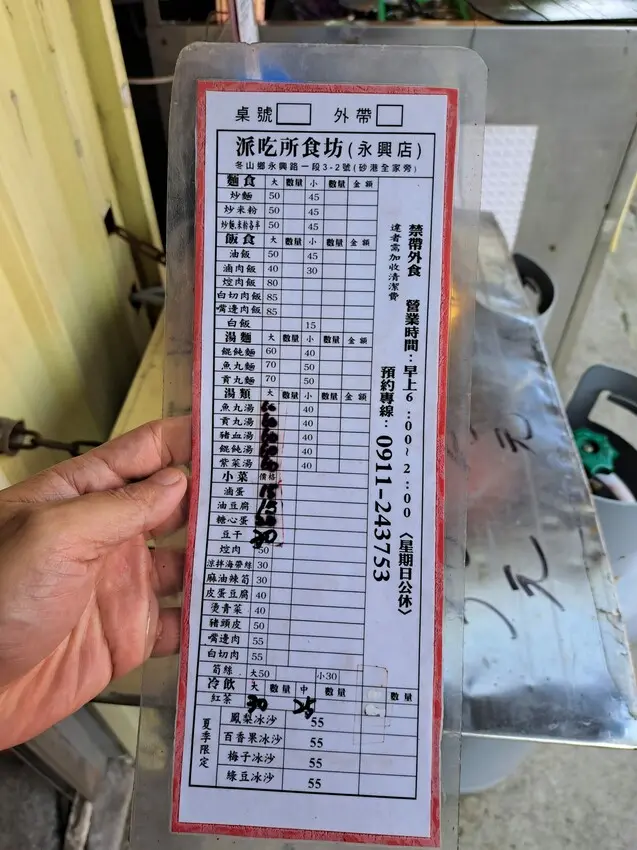 桌號 外帶
派吃所食坊(永興店)
冬山鄉永興路一段3-2號(砂港全家旁)
麵食 大 數量 小 數量 金額
炒麵 50 45
炒米粉 50 45
炒麵.米粉各半 50 45
飯食 大 數量 小 數量 金額
油飯 50 45
滷肉飯 40 30
焢肉飯 80
白切肉飯 85
嘴邊肉飯 85
白飯 15
湯麵 大 數量 小 數量 金額
餛飩麵 60 40
魚丸麵 70 50
貢丸麵 70 50
湯類 大 數量 小 數量 金額
魚丸湯 40
貢丸湯 40
豬血湯 40
餛飩湯 40
紫菜湯 40
小菜 價格
滷蛋
油豆腐
糖心蛋
豆干
焢肉 50
涼拌海帶絲 30
麻油辣筍 30
皮蛋豆腐 40
燙青菜 40
豬頭皮 50
嘴邊肉 55
白切肉 55
筍絲 大50 小30
冷飲 大 數量 中 數量 數量
紅茶
夏季限定
鳳梨冰沙 55
百香果冰沙 55
梅子冰沙 55
綠豆冰沙 55
禁帶外食
違者需加收清潔費
營業時間:早上6:00~2:00〈星期日公休〉
預約專線:0911-243753
元
元